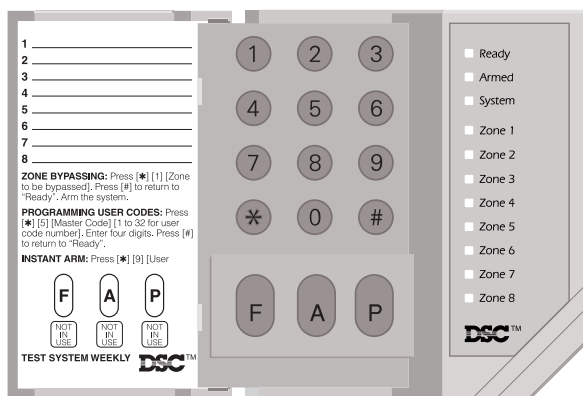 1
2
3
4
5
6
7
8
ZONE BYPASSING: Press [✱] [1] [Zone
to be bypassed]. Press [#] to return to
"Ready". Arm the system.
PROGRAMMING USER CODES: Press
[✱] [5] [Master Code] [1 to 32 for user
code number]. Enter four digits. Press [#]
to return to "Ready".
INSTANT ARM: Press [✱] [9] [User
F A P
NOT IN USE NOT IN USE NOT IN USE
TEST SYSTEM WEEKLY DSC™
1 2 3
4 5 6
7 8 9
✱ 0 #
F A P
Ready
Armed
System
Zone 1
Zone 2
Zone 3
Zone 4
Zone 5
Zone 6
Zone 7
Zone 8
DSC™